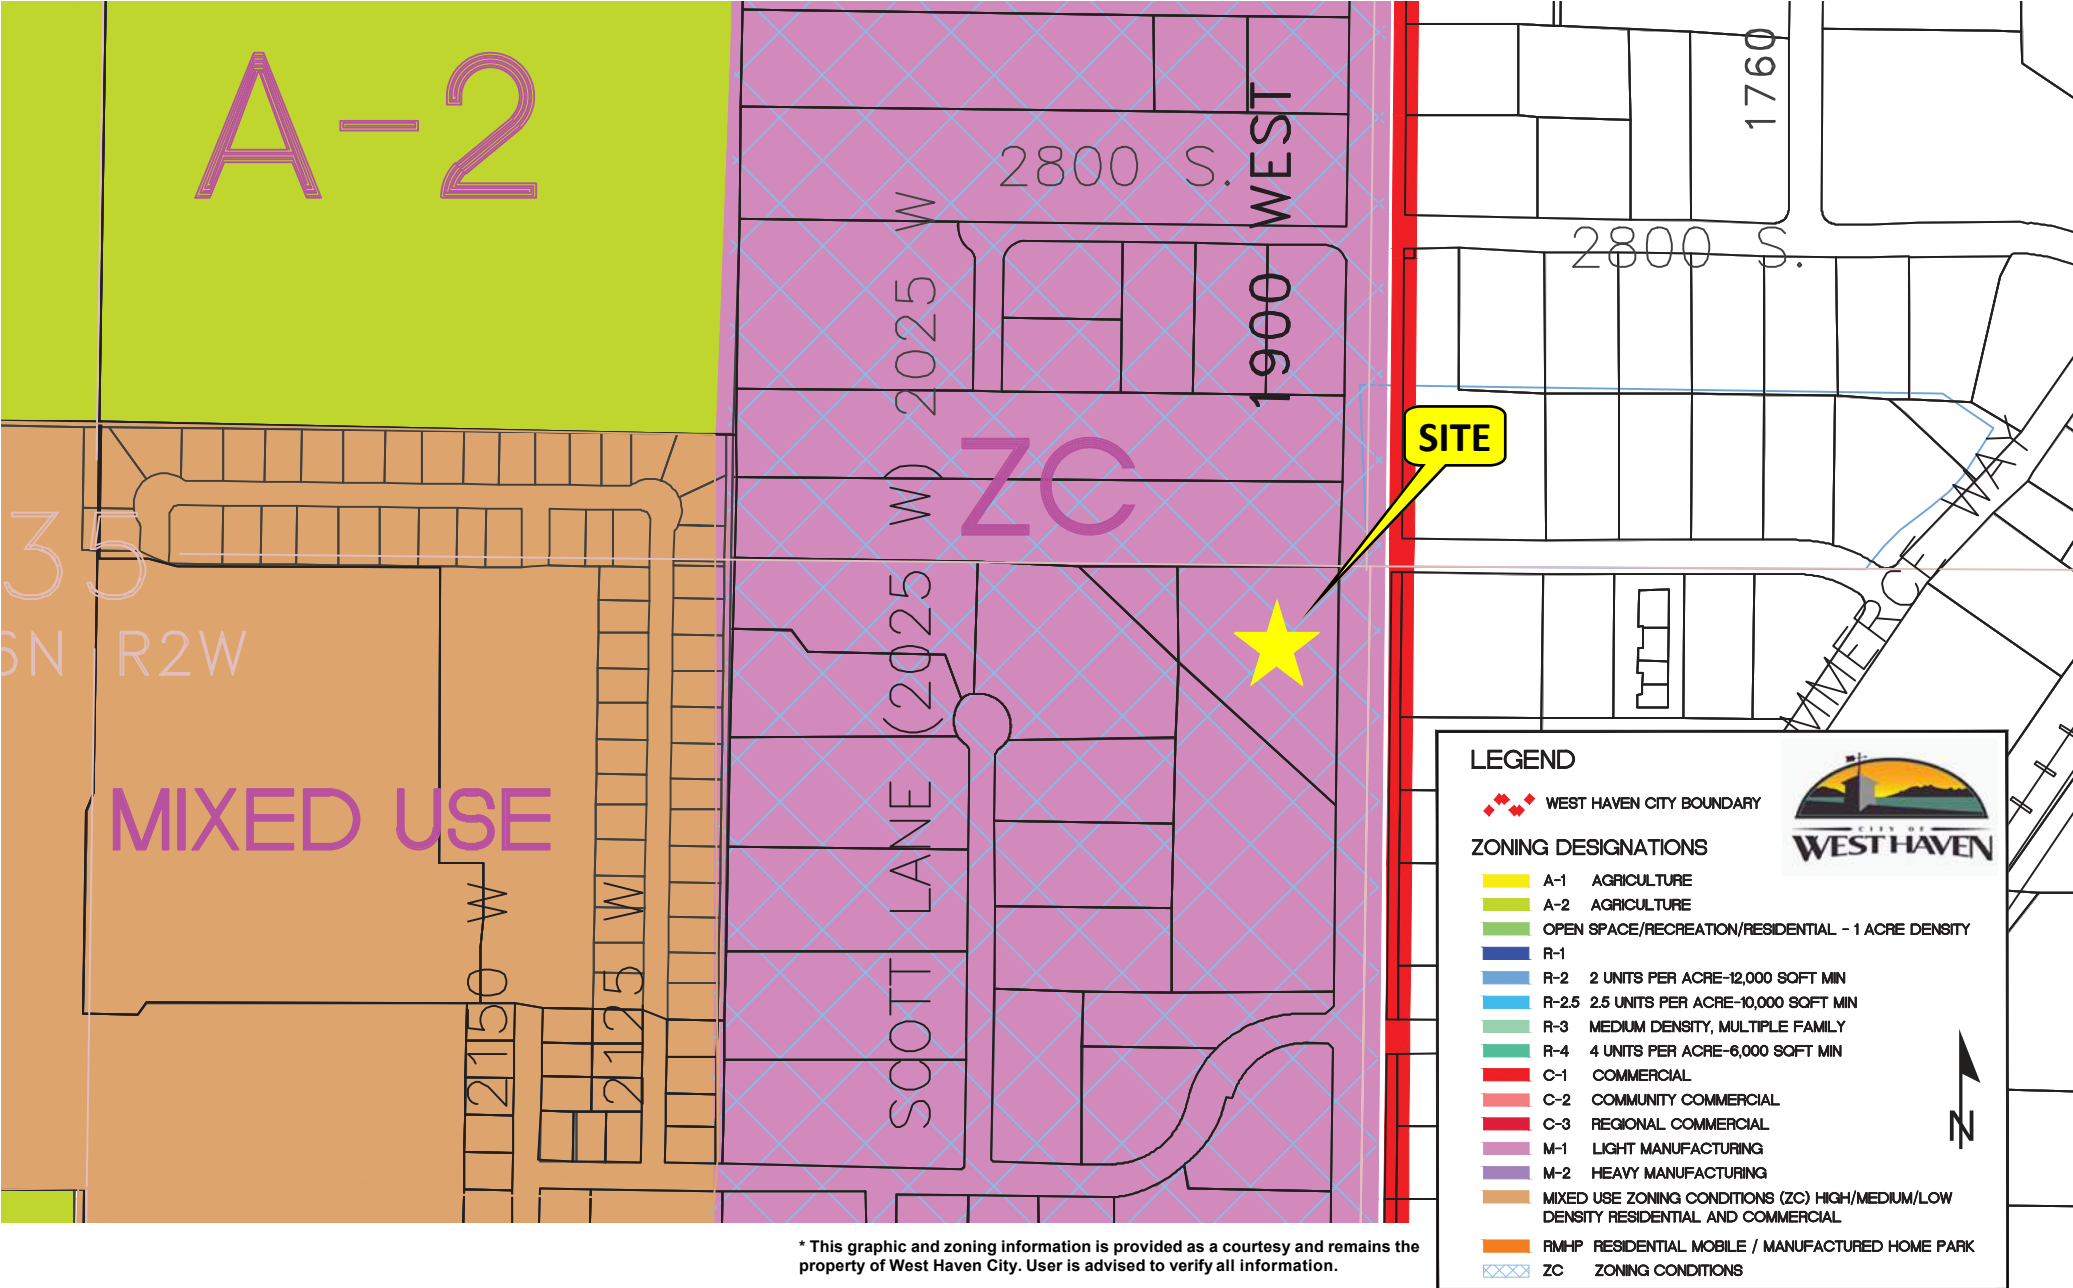 A-2
1760
WEST
2800 S.
W
2800 S.
2025
1900
SITE
ZC
W)
WAY
35
6N R2W
(2025
MIXED USE
LANE
W
W
2150
2125
SCOTT
LEGEND
WEST HAVEN CITY BOUNDARY
CITY OF
WEST HAVEN
ZONING DESIGNATIONS
A-1 AGRICULTURE
A-2 AGRICULTURE
OPEN SPACE/RECREATION/RESIDENTIAL - 1 ACRE DENSITY
R-1
R-2 2 UNITS PER ACRE-12,000 SQFT MIN
R-2.5 2.5 UNITS PER ACRE-10,000 SQFT MIN
R-3 MEDIUM DENSITY, MULTIPLE FAMILY
R-4 4 UNITS PER ACRE-6,000 SQFT MIN
C-1 COMMERCIAL
C-2 COMMUNITY COMMERCIAL
C-3 REGIONAL COMMERCIAL
M-1 LIGHT MANUFACTURING
M-2 HEAVY MANUFACTURING
MIXED USE ZONING CONDITIONS (ZC) HIGH/MEDIUM/LOW
DENSITY RESIDENTIAL AND COMMERCIAL
RMHP RESIDENTIAL MOBILE / MANUFACTURED HOME PARK
ZC ZONING CONDITIONS
N
* This graphic and zoning information is provided as a courtesy and remains the
property of West Haven City. User is advised to verify all information.